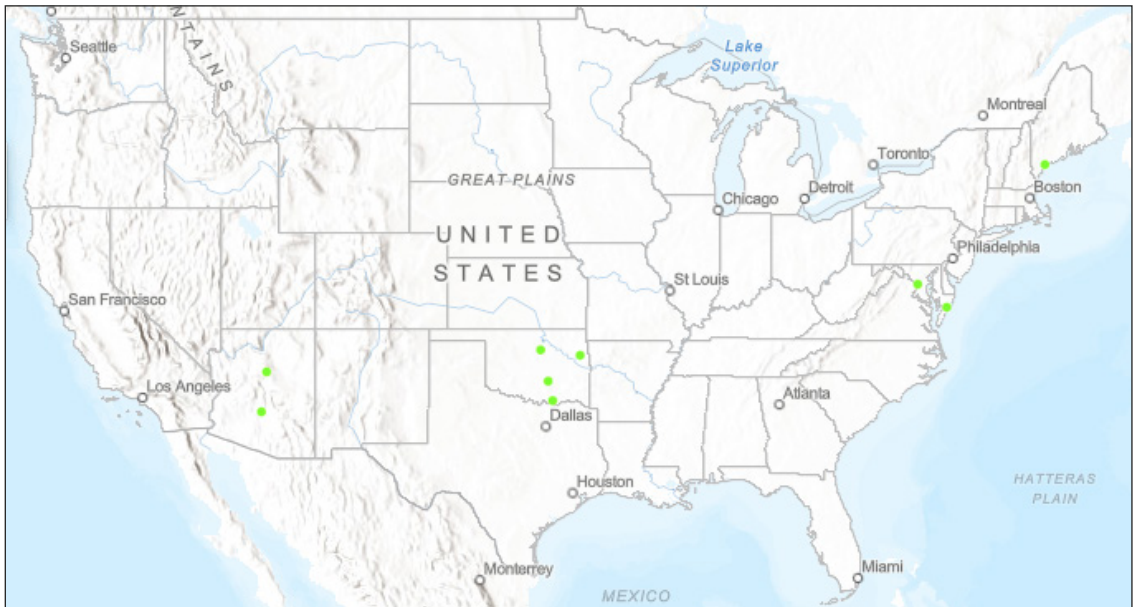 NTAINS
Seattle
Lake
Superior
Montreal
Toronto
GREAT PLAINS
Boston
Detroit
Chicago
UNITED
STATES
Philadelphia
St Louis
San Francisco
Los Angeles
Atlanta
Dallas
Houston
HATTERAS
PLAIN
Monterrey
Miami
MEXICO